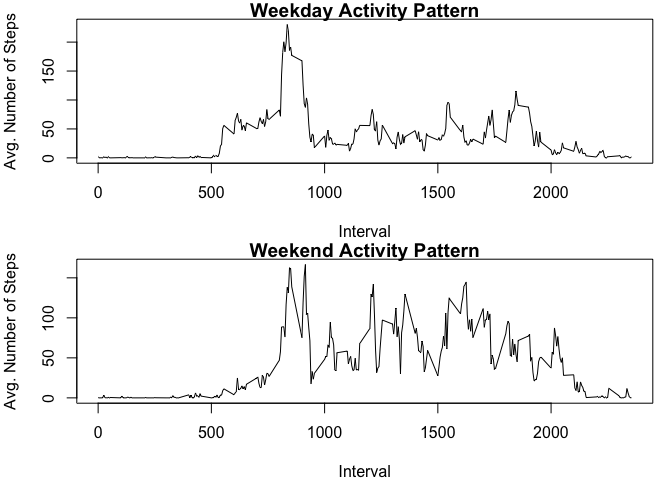 Weekday Activity Pattern
Avg. Number of Steps
150
50
0
0 500 1000 1500 2000
Interval
Weekend Activity Pattern
Avg. Number of Steps
100
50
0
0 500 1000 1500 2000
Interval